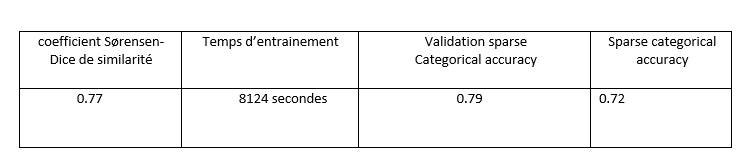 coefficient Sørensen-
Dice de similarité
Temps d'entrainement
Validation sparse
Categorical accuracy
Sparse categorical
accuracy
0.77
8124 secondes
0.79
0.72